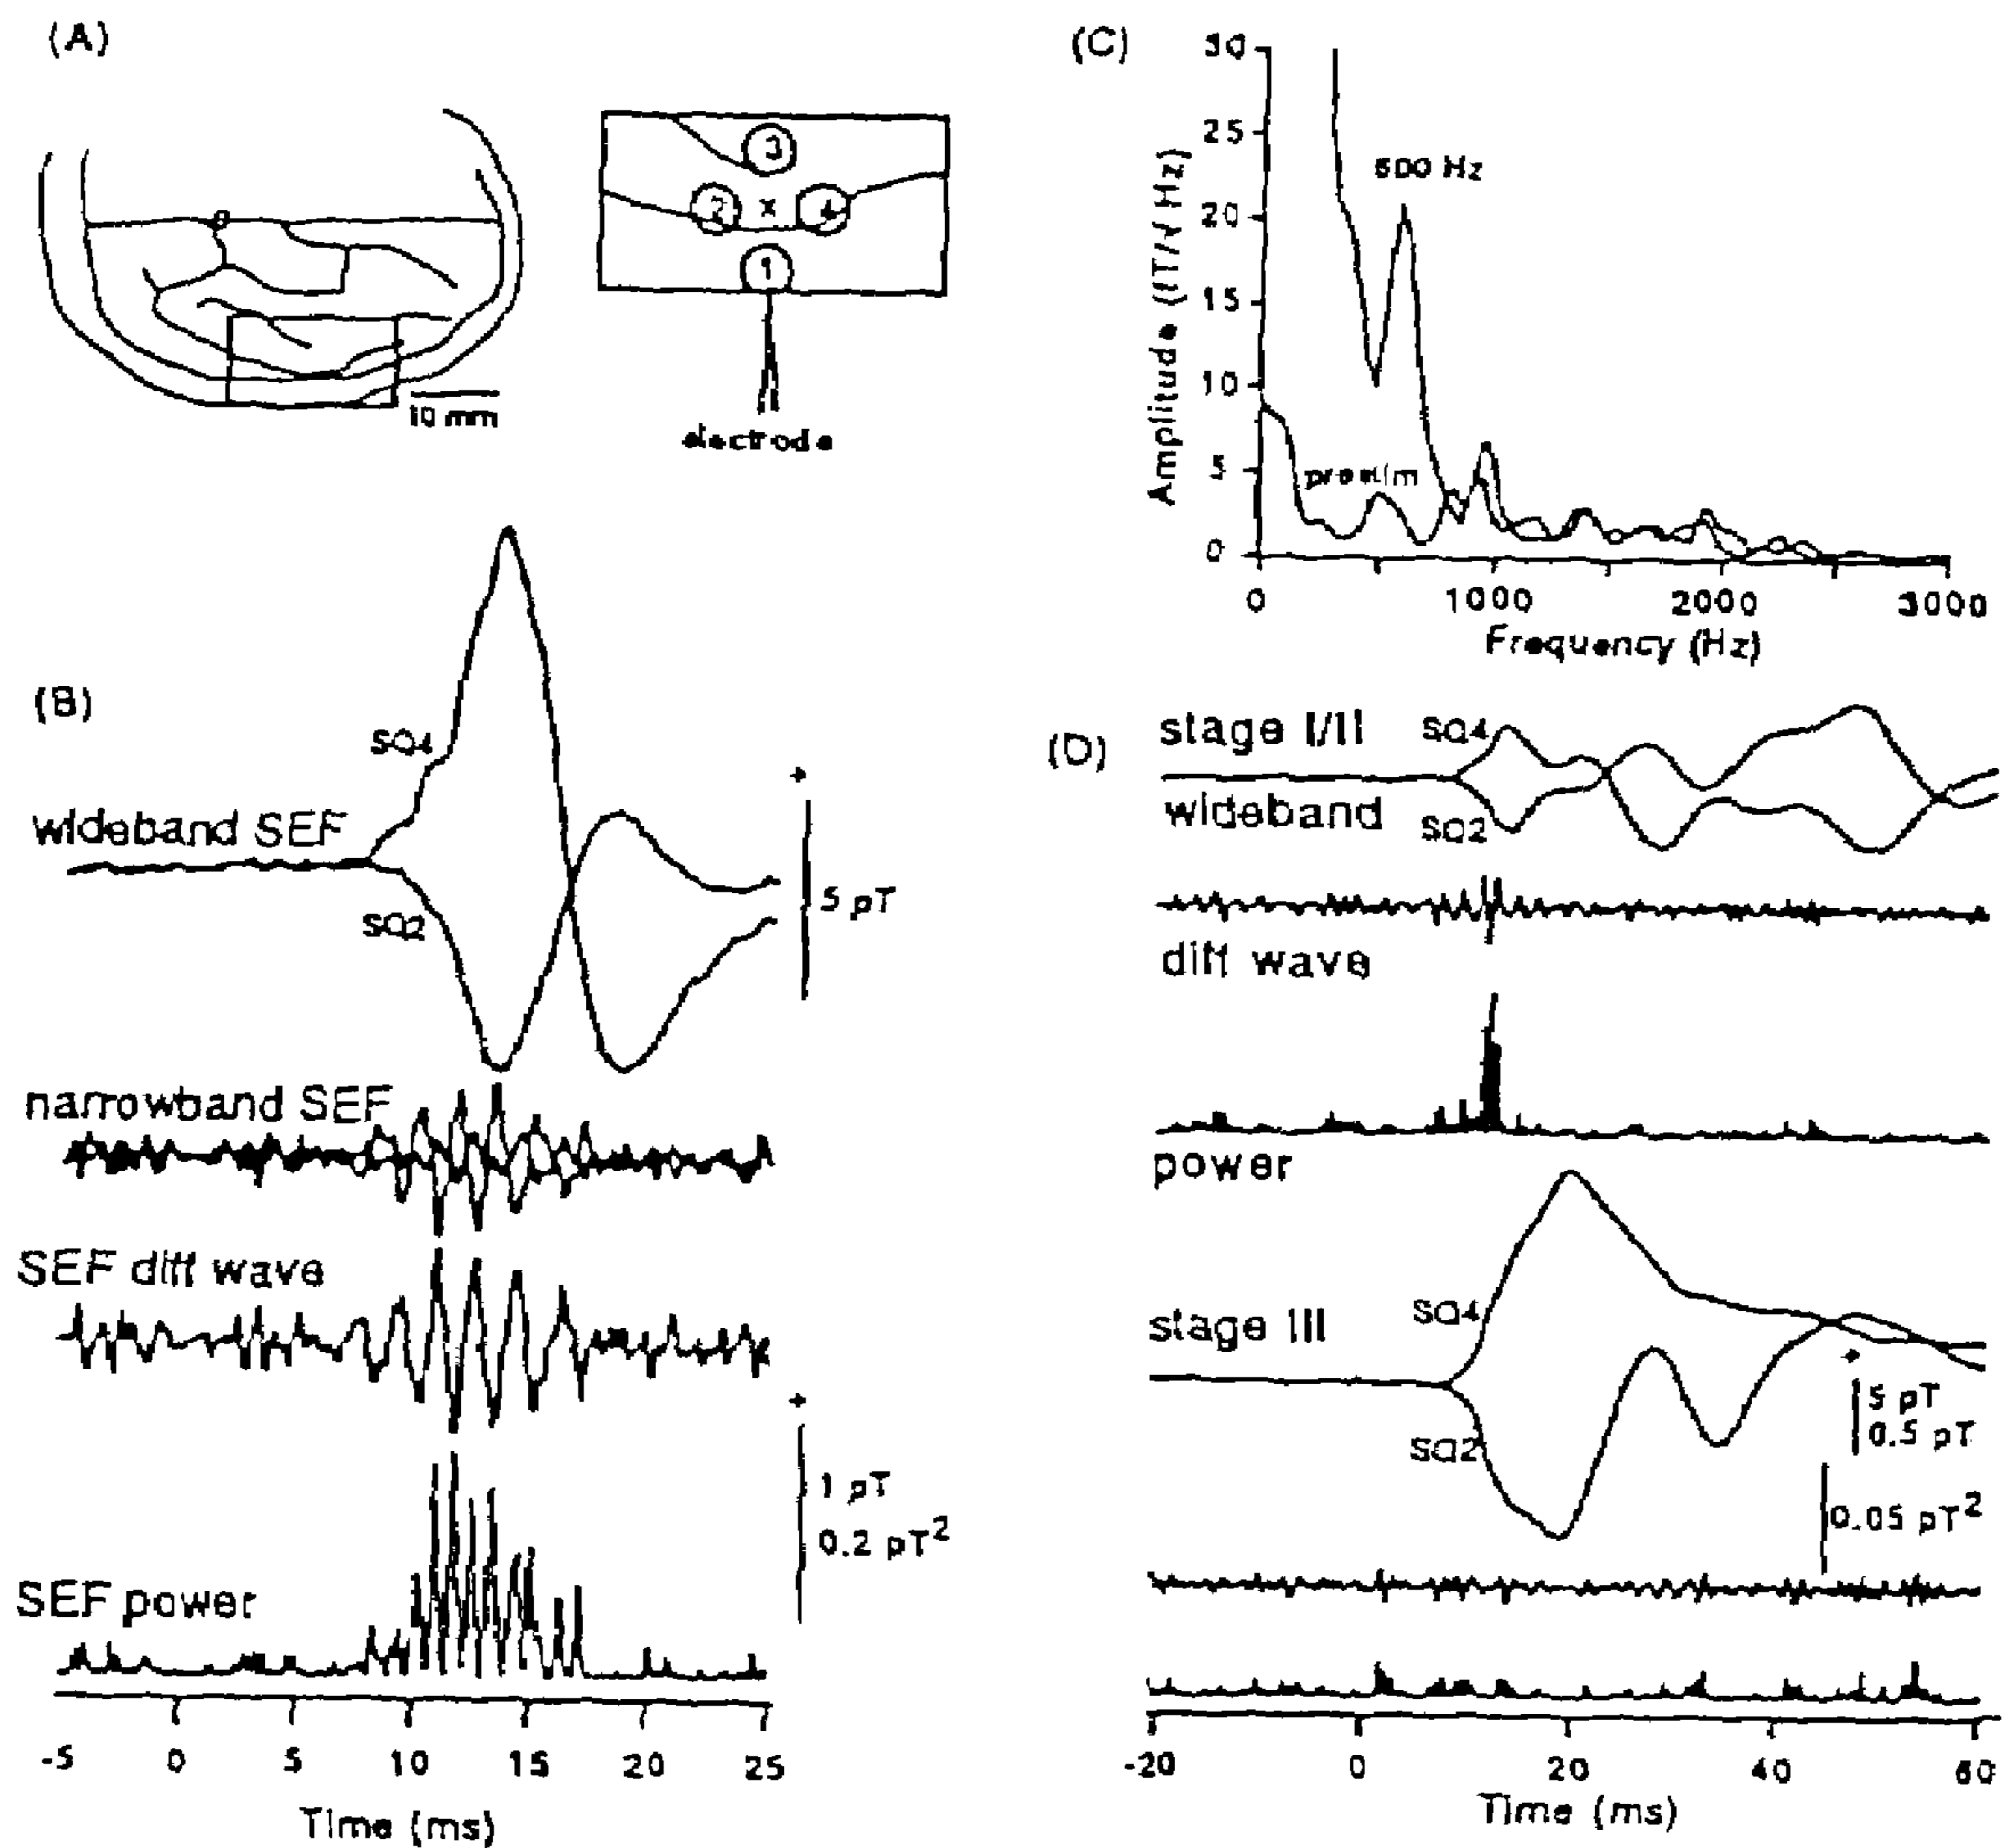 (A)
3
2 x 4
1
10 mm
electrode
(B)
SQ4
wideband SEF
SQ2
+
5 pT
narrowband SEF
SEF diff wave
+
1 pT
0.2 pT²
SEF power
-5 0 5 10 15 20 25
Time (ms)
(C)
30
25
20
15
10
5
0
Amplitude (fT/√Hz)
600 Hz
prestim
0 1000 2000 3000
Frequency (Hz)
(D)
stage I/II
SQ4
wideband
SQ2
diff wave
power
stage III
SQ4
SQ2
+
5 pT
0.5 pT
0.05 pT²
-20 0 20 40 60
Time (ms)